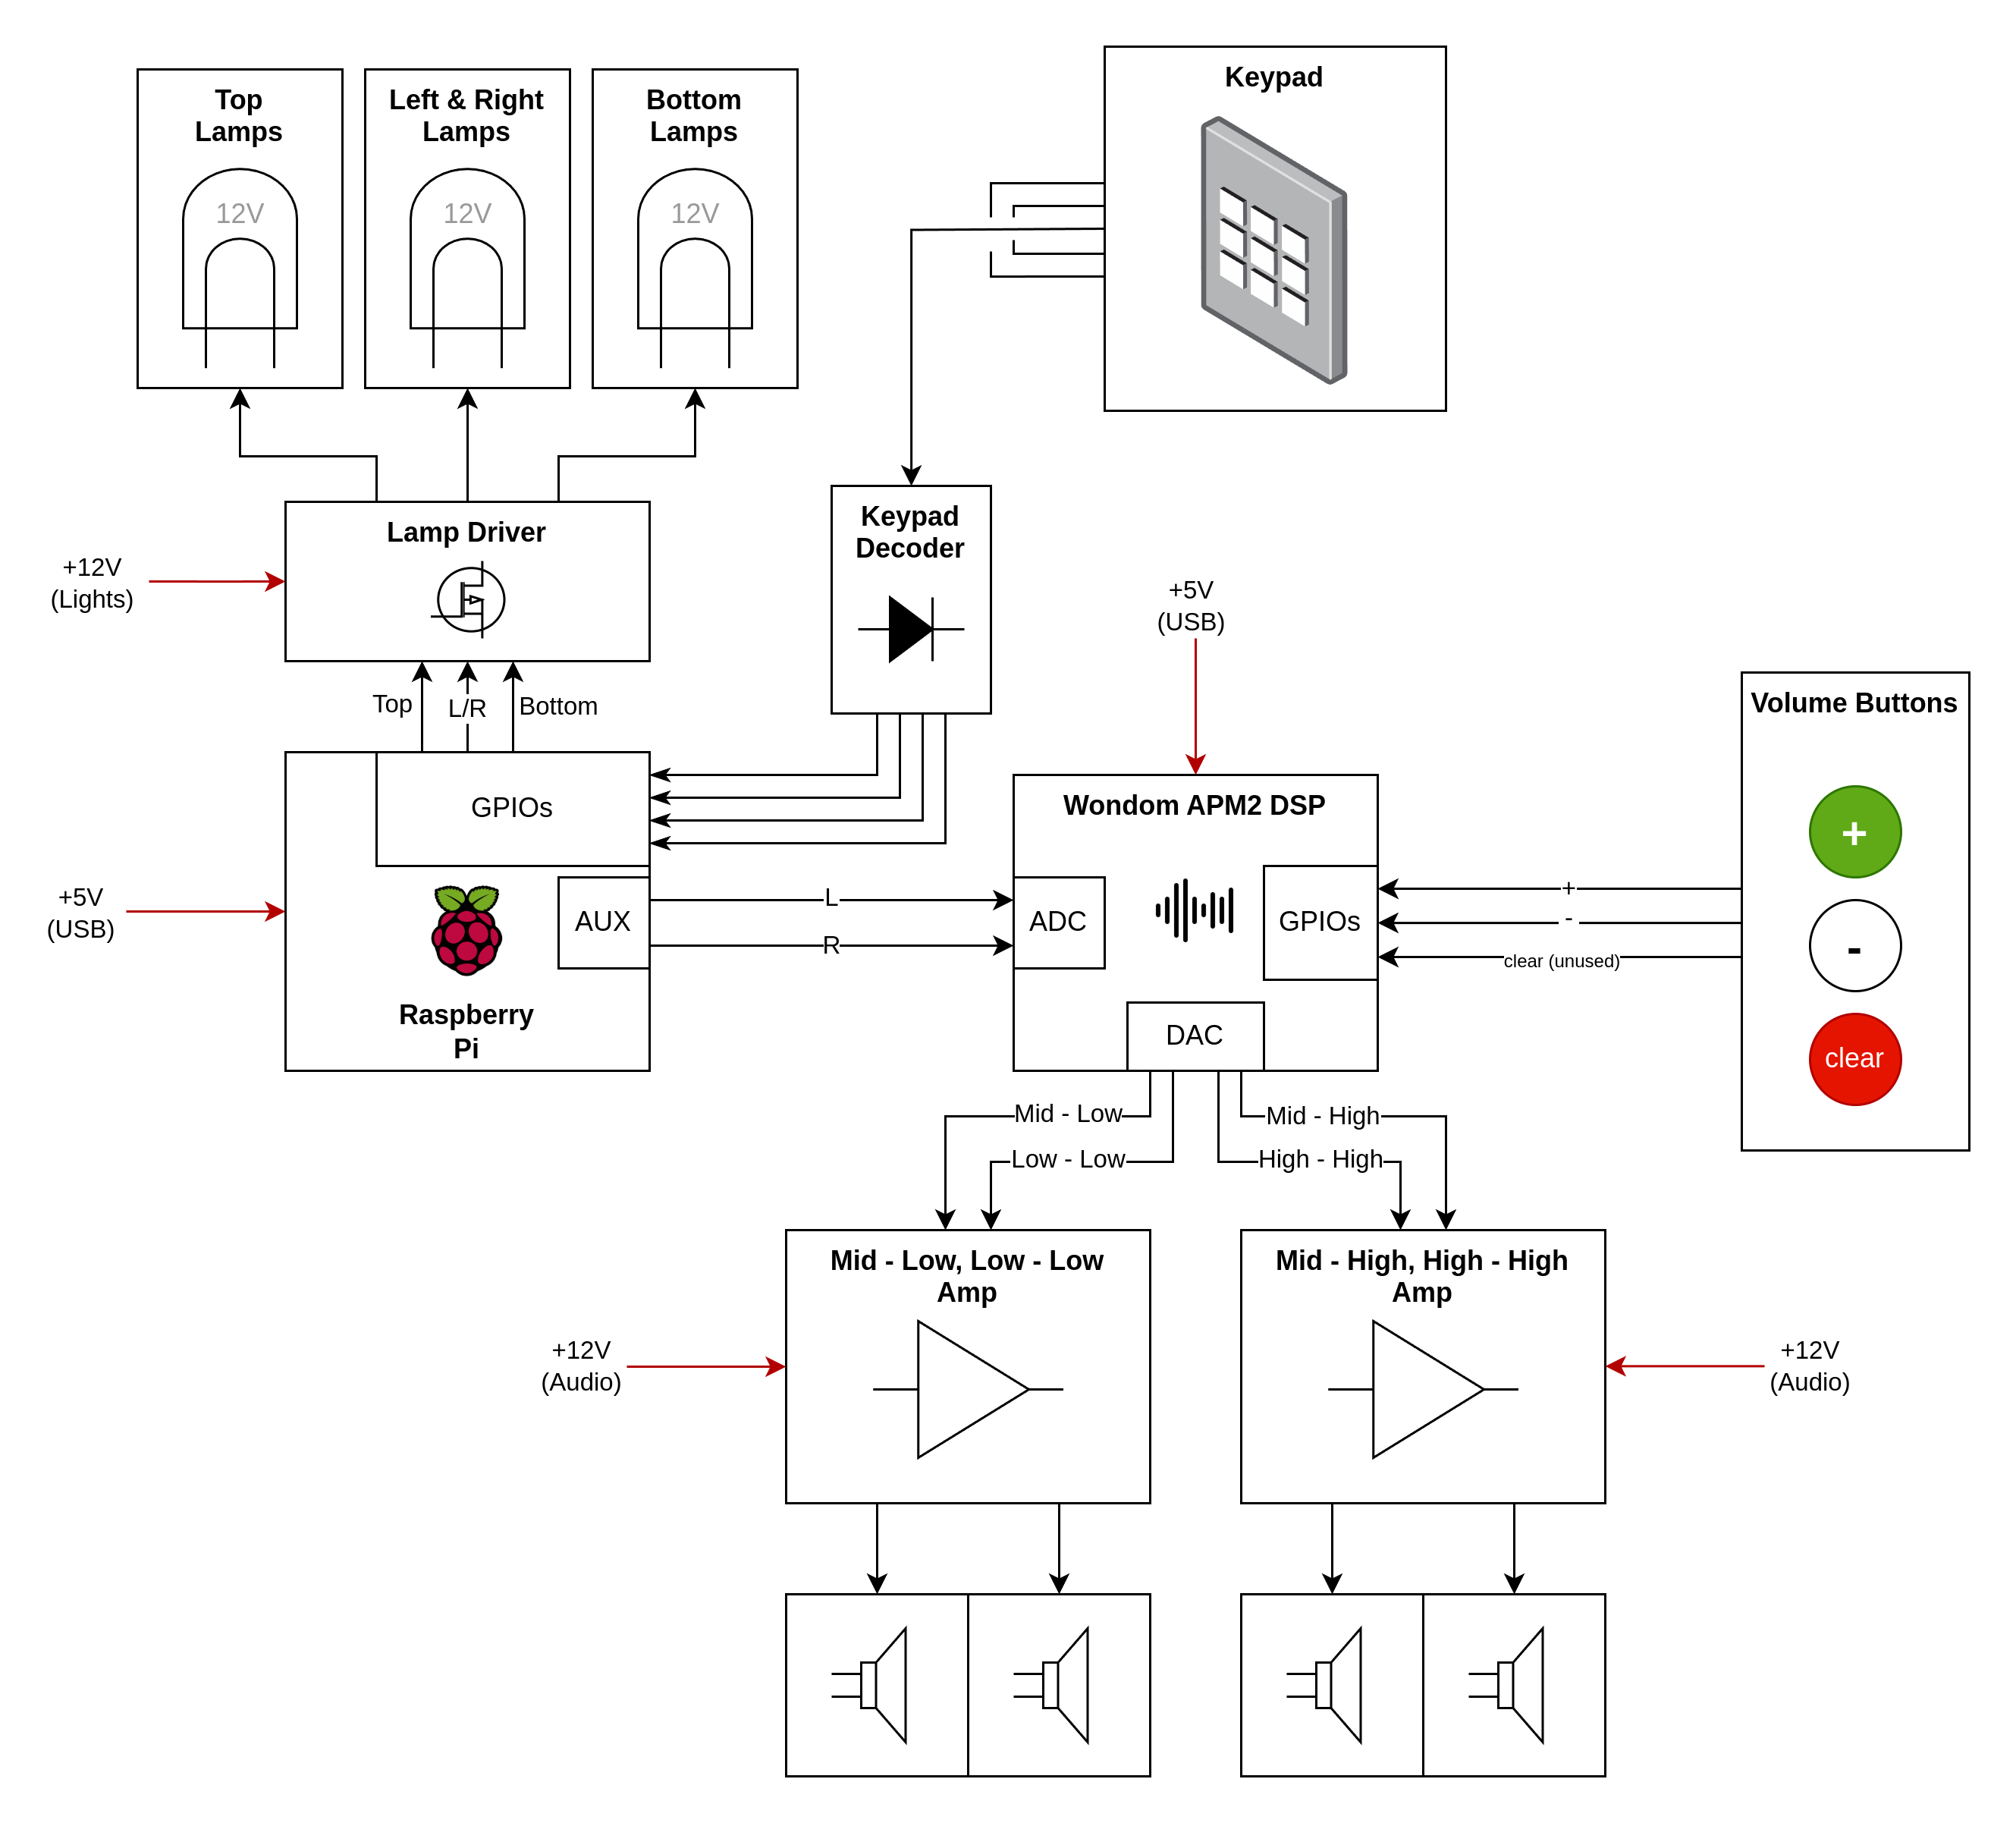 Top
Lamps
12V
Left & Right
Lamps
12V
Bottom
Lamps
12V
Keypad
Lamp Driver
+12V
(Lights)
Keypad
Decoder
Top
L/R
Bottom
+5V
(USB)
GPIOs
+5V
(USB)
AUX
Raspberry
Pi
L
R
Wondom APM2 DSP
ADC
GPIOs
DAC
+
-
clear (unused)
Volume Buttons
+
-
clear
Mid - Low
Low - Low
Mid - High
High - High
Mid - Low, Low - Low
Amp
+12V
(Audio)
Mid - High, High - High
Amp
+12V
(Audio)